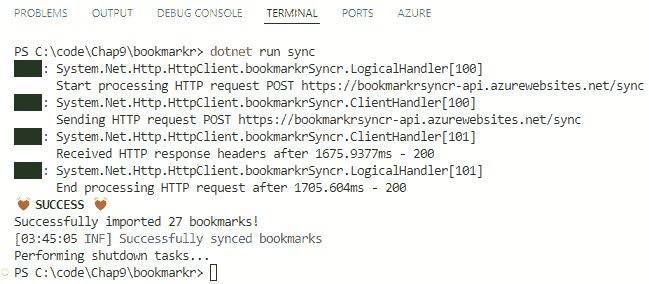 PROBLEMS OUTPUT DEBUG CONSOLE TERMINAL PORTS AZURE
PS C:\code\Chap9\bookmarkr> dotnet run sync
: System.Net.Http.HttpClient.bookmarkrSyncr.LogicalHandler[100]
Start processing HTTP request POST https://bookmarkrsyncr-api.azurewebsites.net/sync
: System.Net.Http.HttpClient.bookmarkrSyncr.ClientHandler[100]
Sending HTTP request POST https://bookmarkrsyncr-api.azurewebsites.net/sync
: System.Net.Http.HttpClient.bookmarkrSyncr.ClientHandler[101]
Received HTTP response headers after 1675.9377ms - 200
: System.Net.Http.HttpClient.bookmarkrSyncr.LogicalHandler[101]
End processing HTTP request after 1705.604ms - 200
SUCCESS
Successfully imported 27 bookmarks!
[03:45:05 INF] Successfully synced bookmarks
Performing shutdown tasks...
PS C:\code\Chap9\bookmarkr>